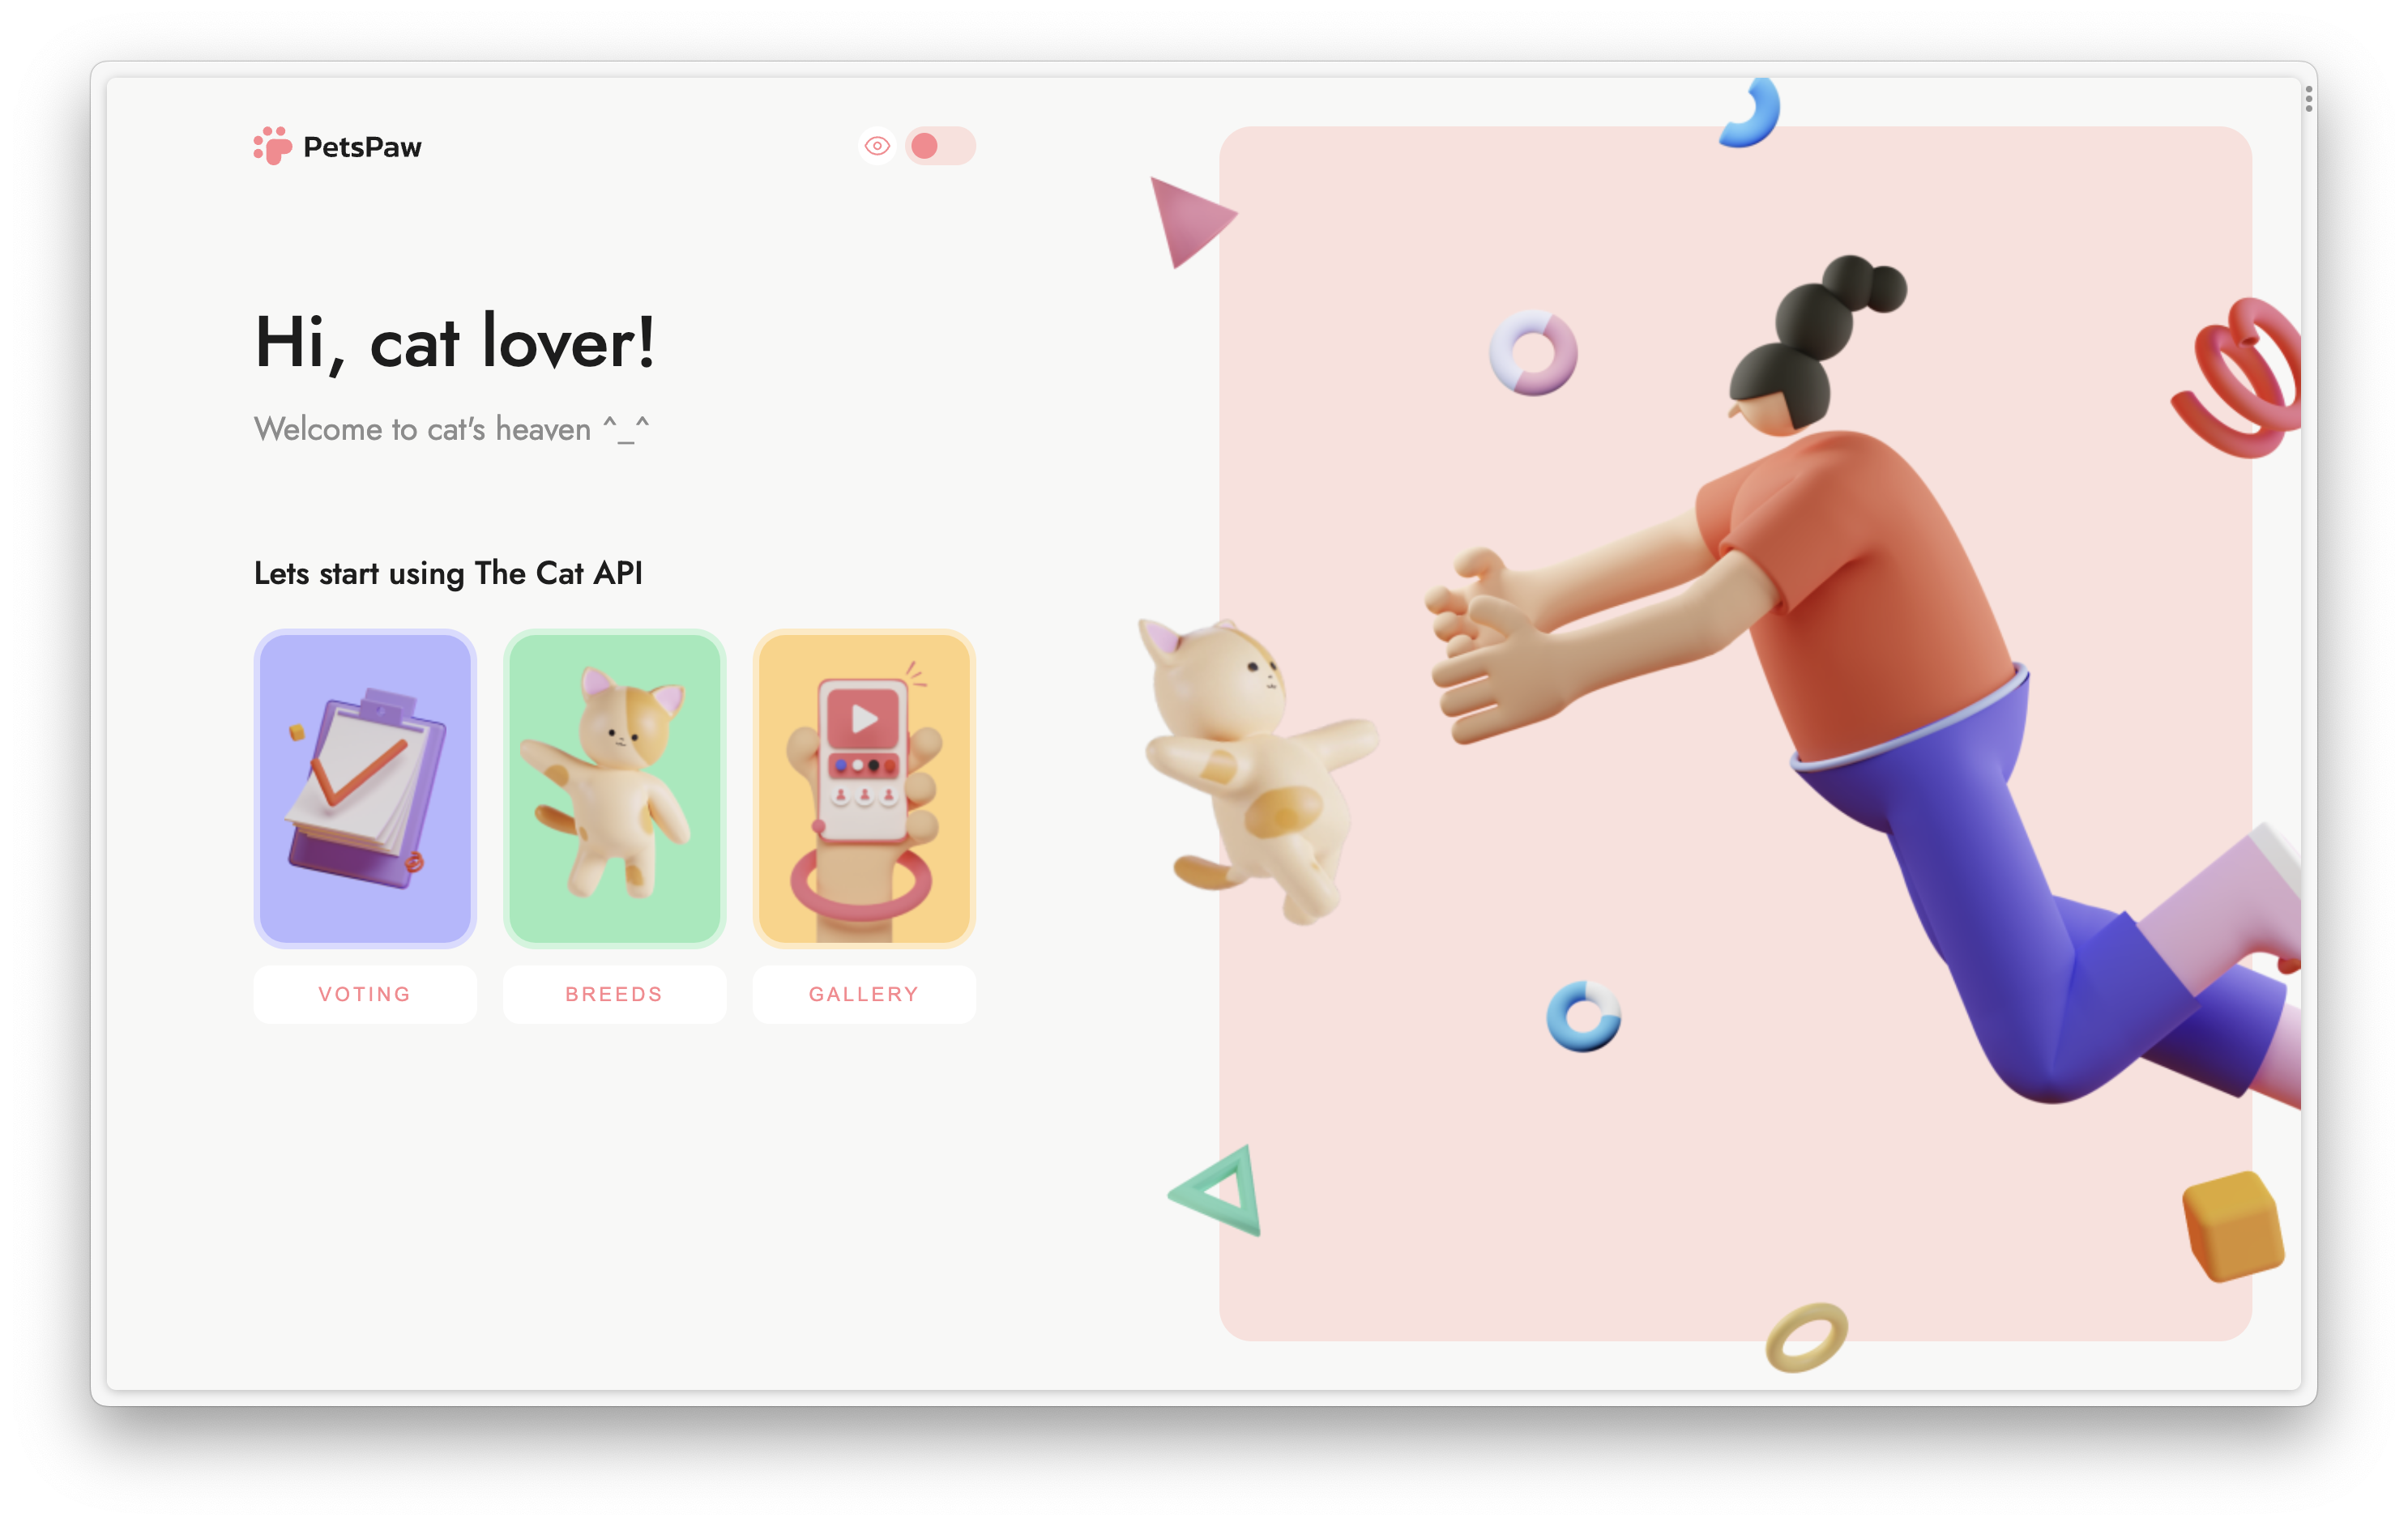 PetsPaw
Hi, cat lover!
Welcome to cat's heaven ^_^
Lets start using The Cat API
VOTING
BREEDS
GALLERY